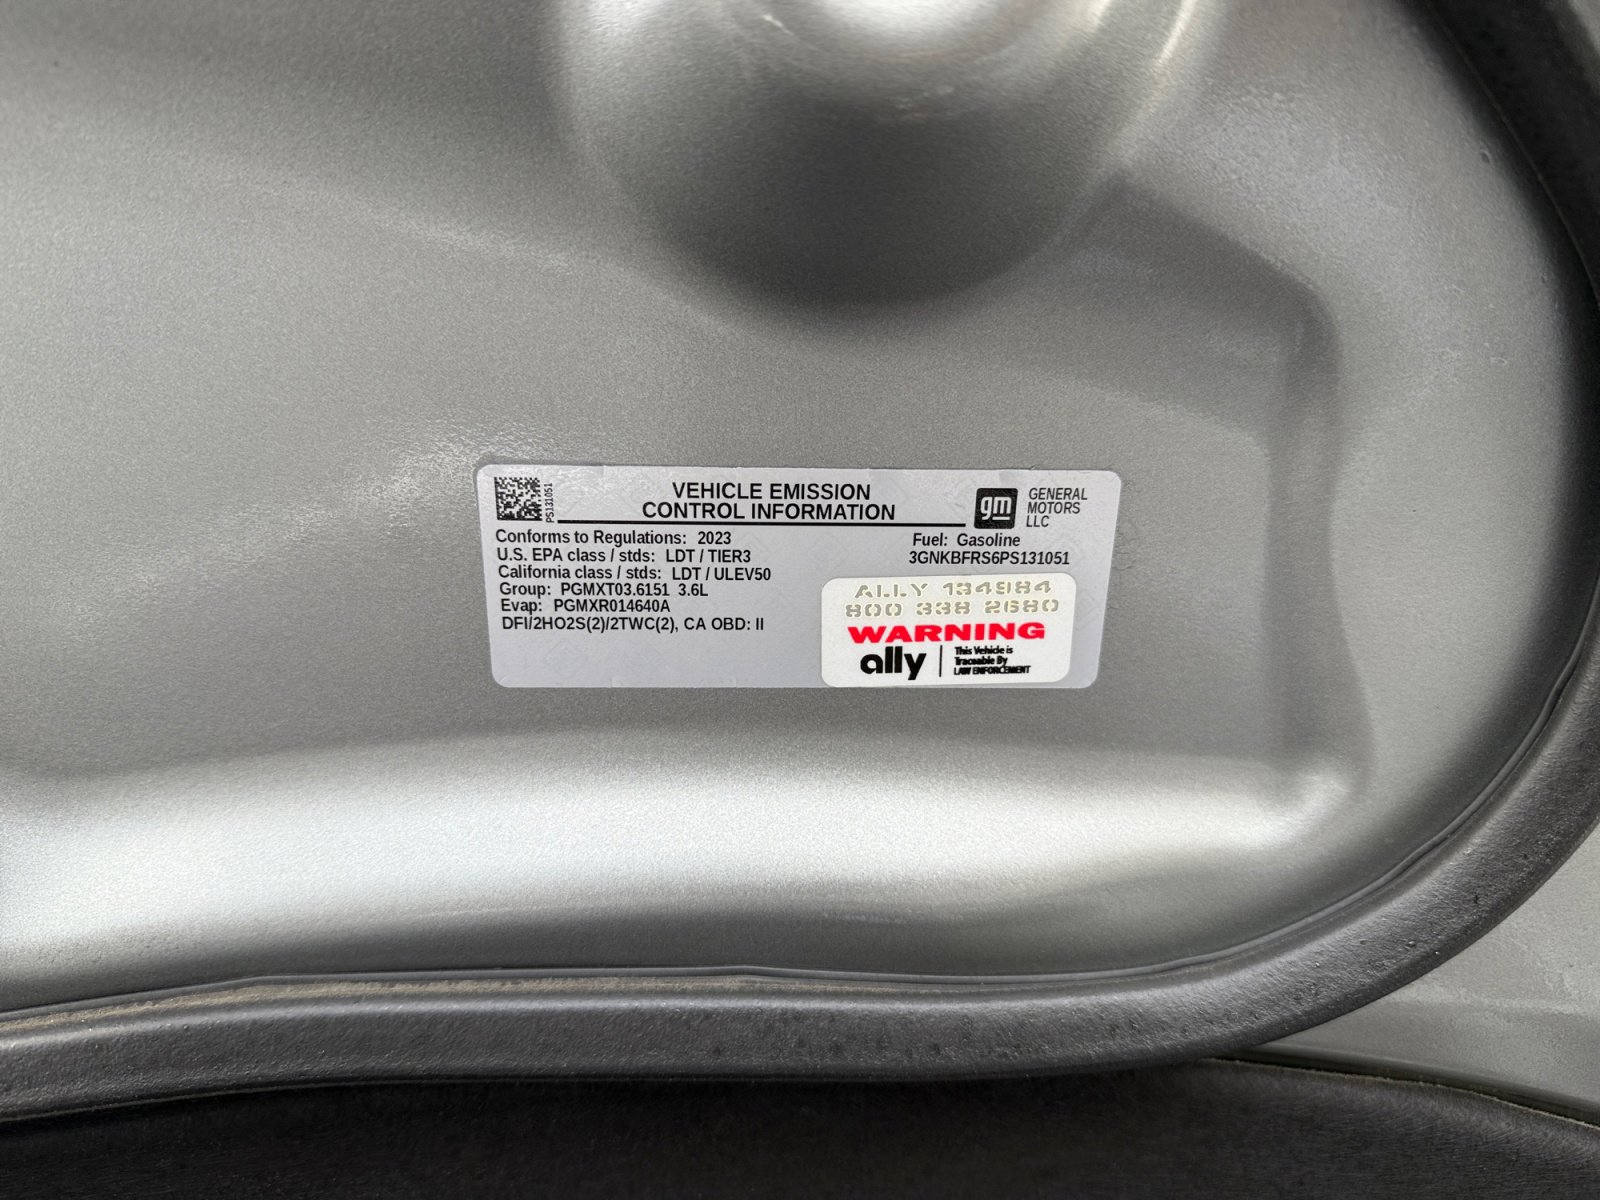 PS131051
VEHICLE EMISSION
CONTROL INFORMATION
gm
GENERAL
MOTORS
LLC
Conforms to Regulations: 2023
Fuel: Gasoline
U.S. EPA class / stds: LDT / TIER3
3GNKBFRS6PS131051
California class / stds: LDT / ULEV50
Group: PGMXT03.6151 3.6L
Evap: PGMXR014640A
DFI/2HO2S(2)/2TWC(2), CA OBD: II
ALLY 134984
800 338 2680
WARNING
ally
This Vehicle is
Traceable By
LAW ENFORCEMENT